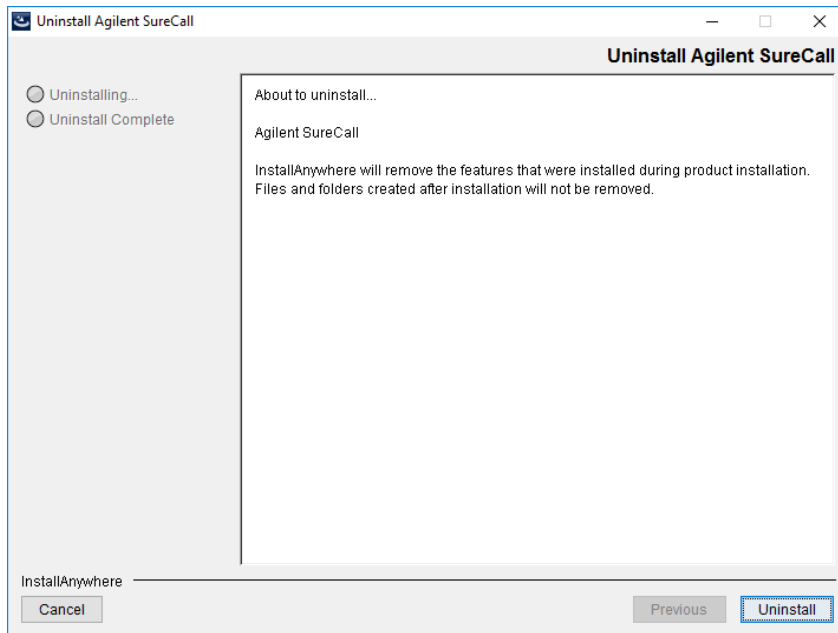 Uninstall Agilent SureCall
Uninstall Agilent SureCall
Uninstalling...
Uninstall Complete
About to uninstall...
Agilent SureCall
InstallAnywhere will remove the features that were installed during product installation.
Files and folders created after installation will not be removed.
InstallAnywhere
Cancel
Previous
Uninstall